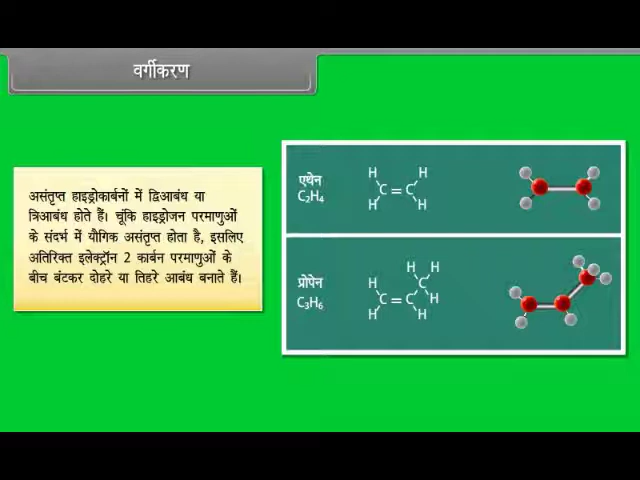 वर्गीकरण
असंतृप्त हाइड्रोकार्बनों में द्विआबंध या
त्रिआबंध होते हैं। चूंकि हाइड्रोजन परमाणुओं
के संदर्भ में यौगिक असंतृप्त होता है, इसलिए
अतिरिक्त इलेक्ट्रॉन 2 कार्बन परमाणुओं के
बीच बंटकर दोहरे या तिहरे आबंध बनाते हैं।
एथेन
C₂H₄
H H
C=C
H H
प्रोपेन
C₃H₆
H H
H C
C=C H
H H